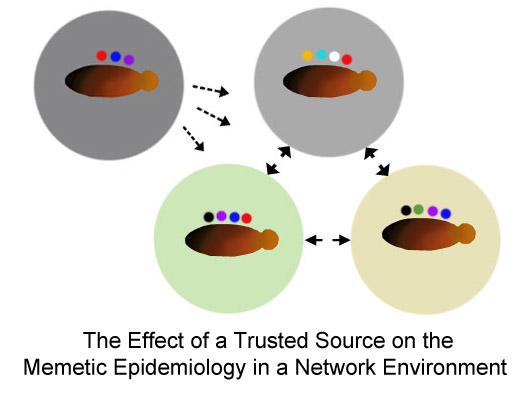 The Effect of a Trusted Source on the
Memetic Epidemiology in a Network Environment